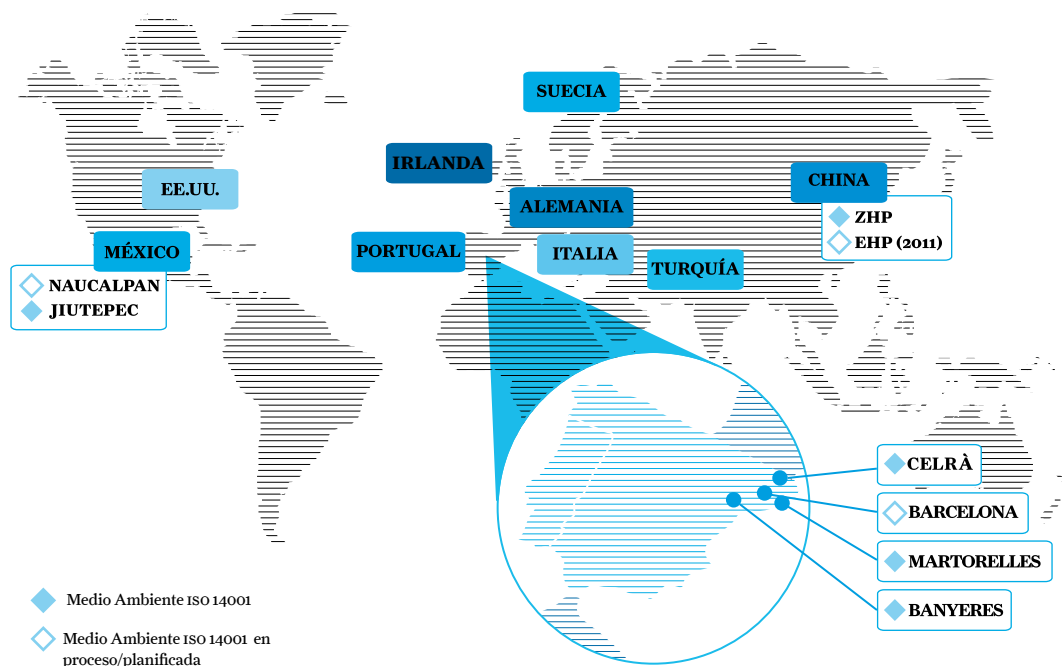 SUECIA
IRLANDA
EE.UU.
CHINA
ZHP
EHP (2011)
ALEMANIA
MÉXICO
NAUCALPAN
JIUTEPEC
PORTUGAL
ITALIA
TURQUÍA
CELRÀ
BARCELONA
MARTORELLES
BANYERES
Medio Ambiente ISO 14001
Medio Ambiente ISO 14001 en
proceso/planificada